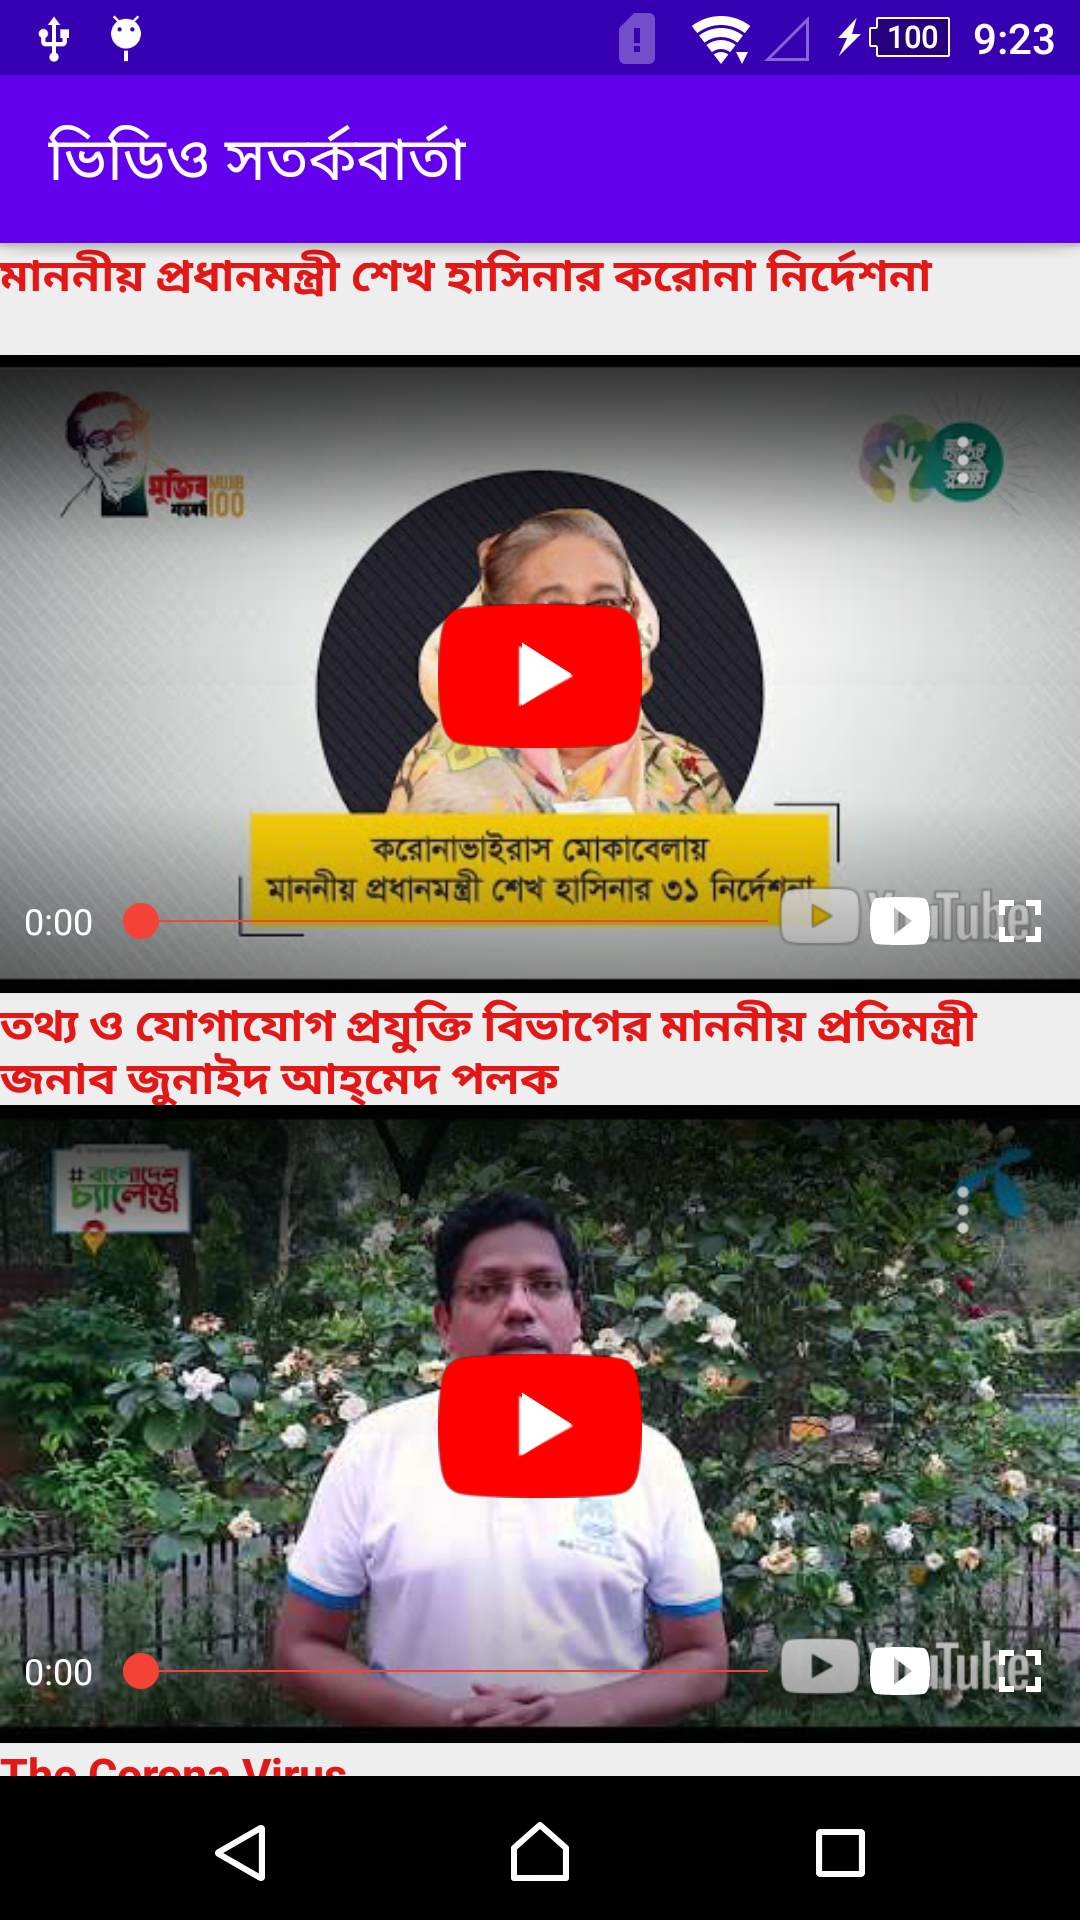 100 9:23
ভিডিও সতর্কবার্তা
মাননীয় প্রধানমন্ত্রী শেখ হাসিনার করোনা নির্দেশনা
মুজিব
শতবর্ষ
MUJIB
100
করোনাভাইরাস মোকাবেলায়
মাননীয় প্রধানমন্ত্রী শেখ হাসিনার ৩১ নির্দেশনা
0:00
YouTube
তথ্য ও যোগাযোগ প্রযুক্তি বিভাগের মাননীয় প্রতিমন্ত্রী
জনাব জুনাইদ আহ্‌মেদ পলক
# বাংলাদেশ
চ্যালেঞ্জ
0:00
YouTube
The Corona Virus